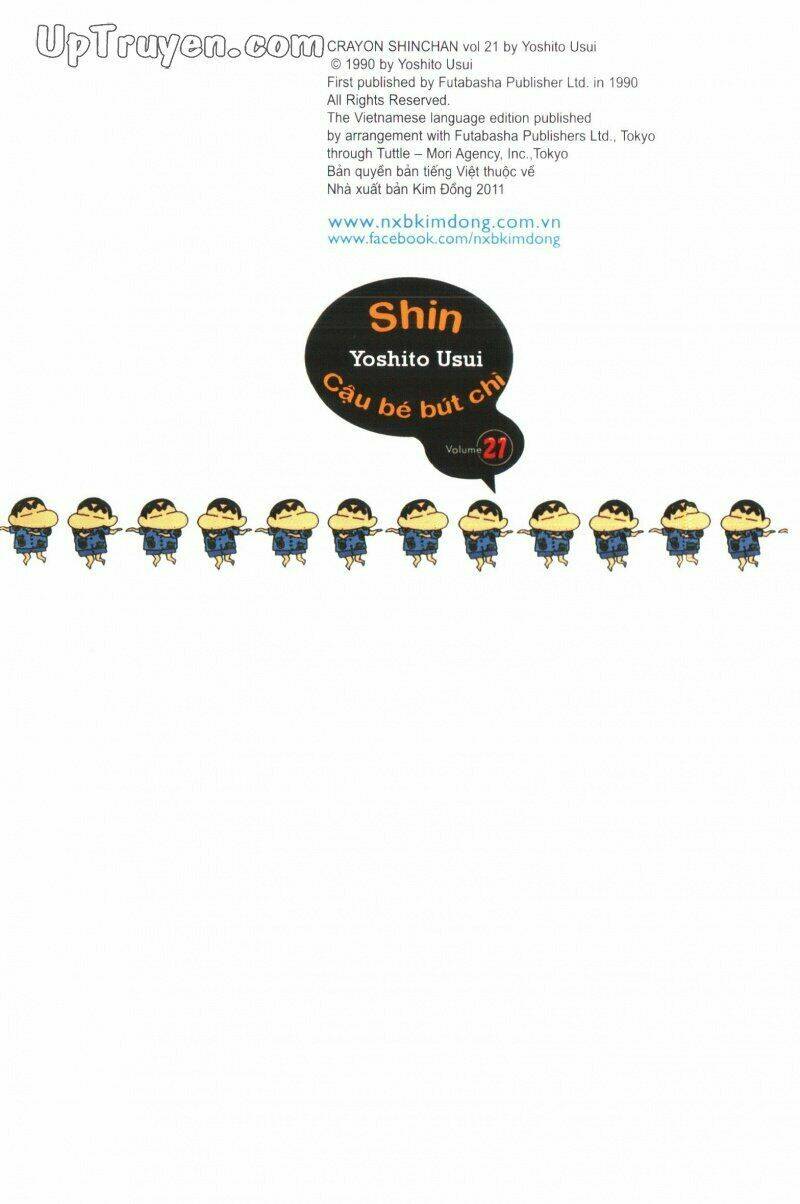 UpTruyen.com
CRAYON SHINCHAN vol 21 by Yoshito Usui
© 1990 by Yoshito Usui
First published by Futabasha Publisher Ltd. in 1990
All Rights Reserved.
The Vietnamese language edition published
by arrangement with Futabasha Publishers Ltd., Tokyo
through Tuttle – Mori Agency, Inc.,Tokyo
Bản quyền bản tiếng Việt thuộc về
Nhà xuất bản Kim Đồng 2011
www.nxbkimdong.com.vn
www.facebook.com/nxbkimdong
Shin
Yoshito Usui
Cậu bé bút chì
Volume 21